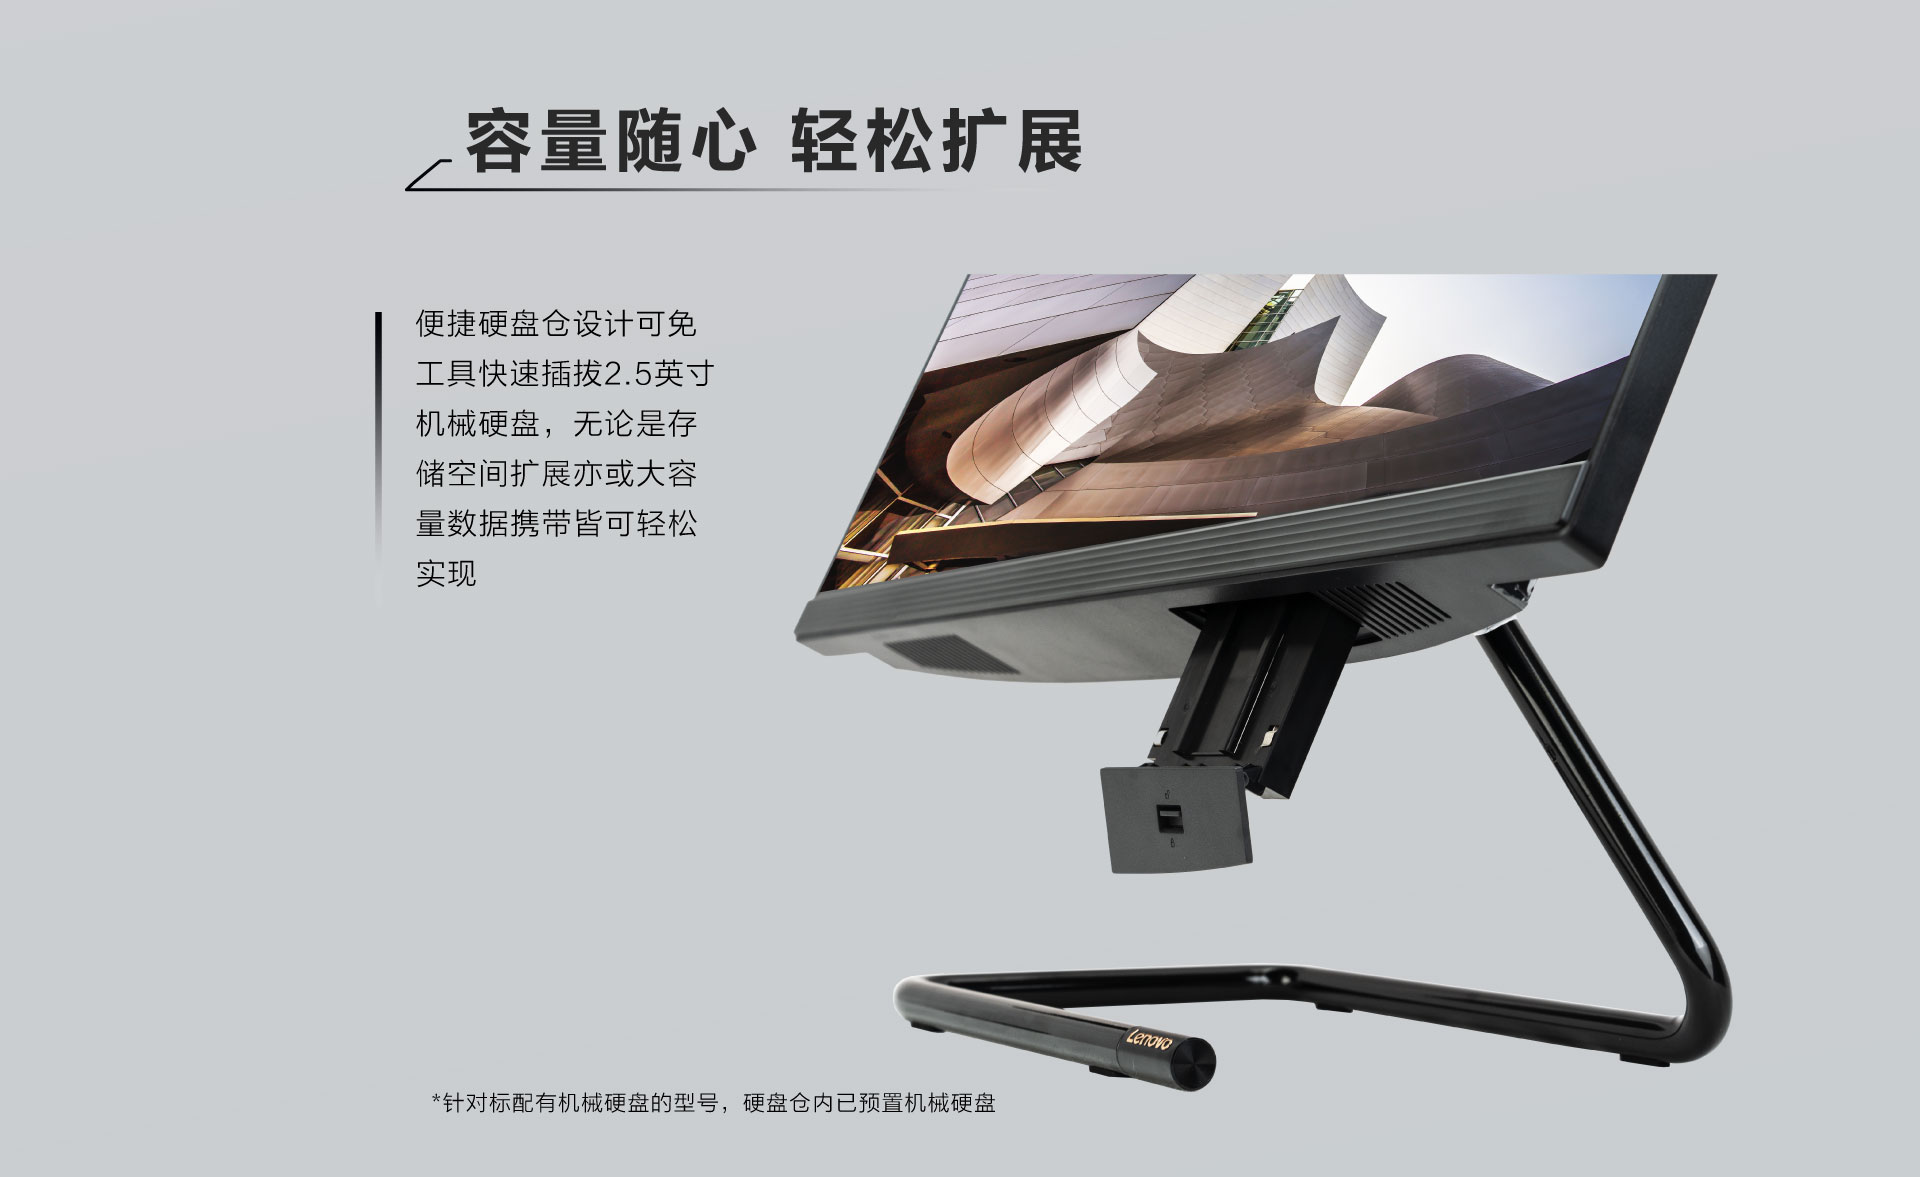 容量随心 轻松扩展
便捷硬盘仓设计可免
工具快速插拔2.5英寸
机械硬盘，无论是存
储空间扩展亦或大容
量数据携带皆可轻松
实现
Lenovo
*针对标配有机械硬盘的型号，硬盘仓内已预置机械硬盘